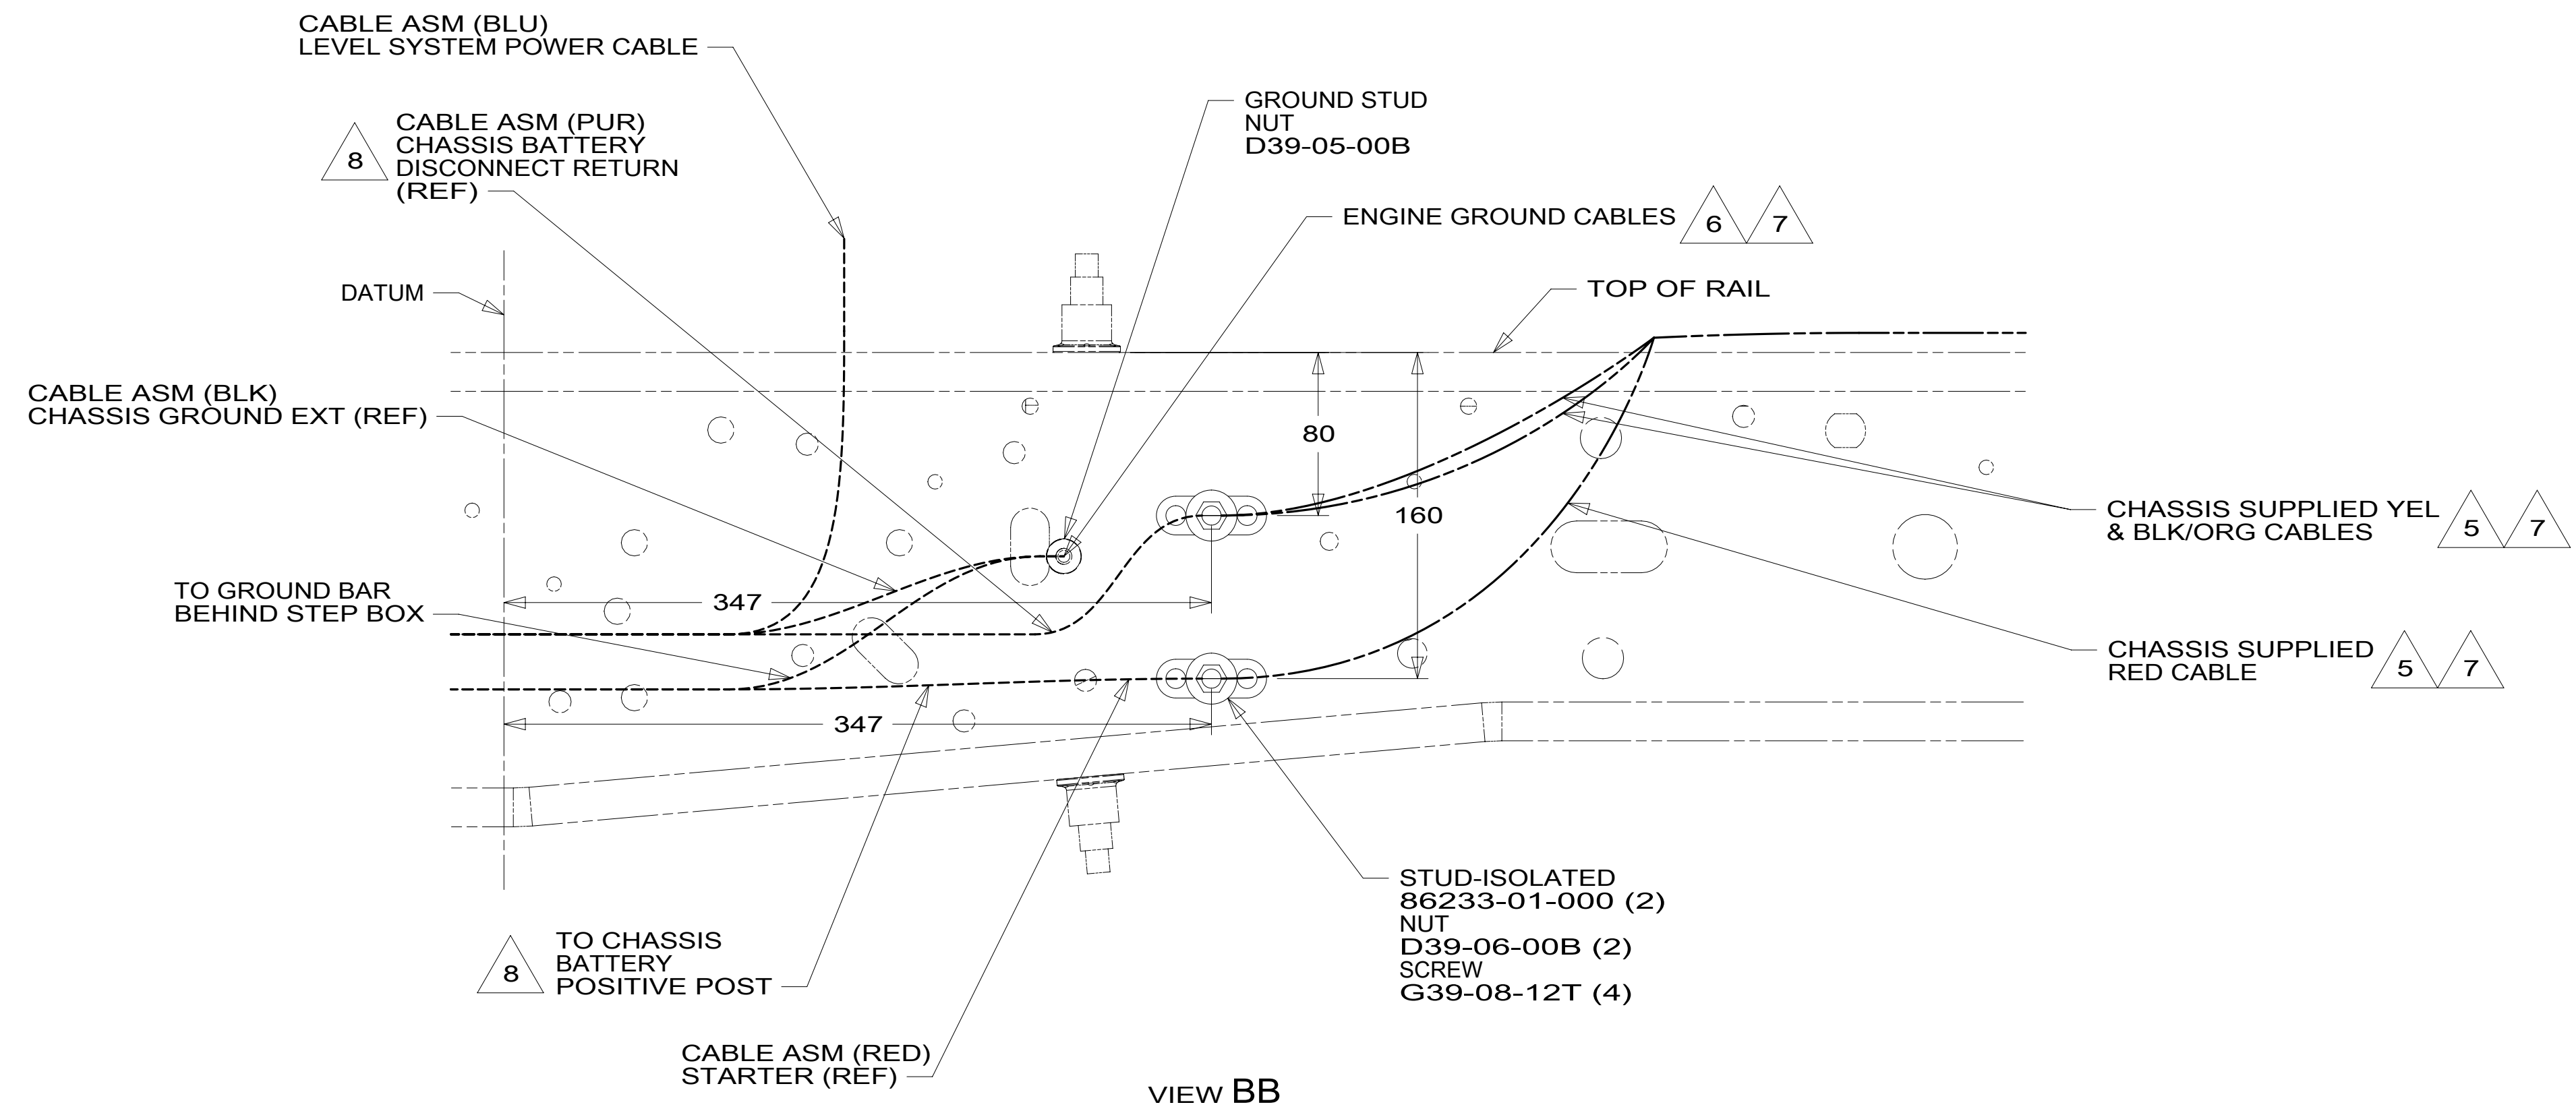 CABLE ASM (BLU)
LEVEL SYSTEM POWER CABLE
8
CABLE ASM (PUR)
CHASSIS BATTERY
DISCONNECT RETURN
(REF)
GROUND STUD
NUT
D39-05-00B
ENGINE GROUND CABLES
6
7
DATUM
TOP OF RAIL
CABLE ASM (BLK)
CHASSIS GROUND EXT (REF)
80
160
CHASSIS SUPPLIED YEL
& BLK/ORG CABLES
5
7
TO GROUND BAR
BEHIND STEP BOX
347
CHASSIS SUPPLIED
RED CABLE
5
7
347
STUD-ISOLATED
86233-01-000 (2)
NUT
D39-06-00B (2)
SCREW
G39-08-12T (4)
8
TO CHASSIS
BATTERY
POSITIVE POST
CABLE ASM (RED)
STARTER (REF)
VIEW BB